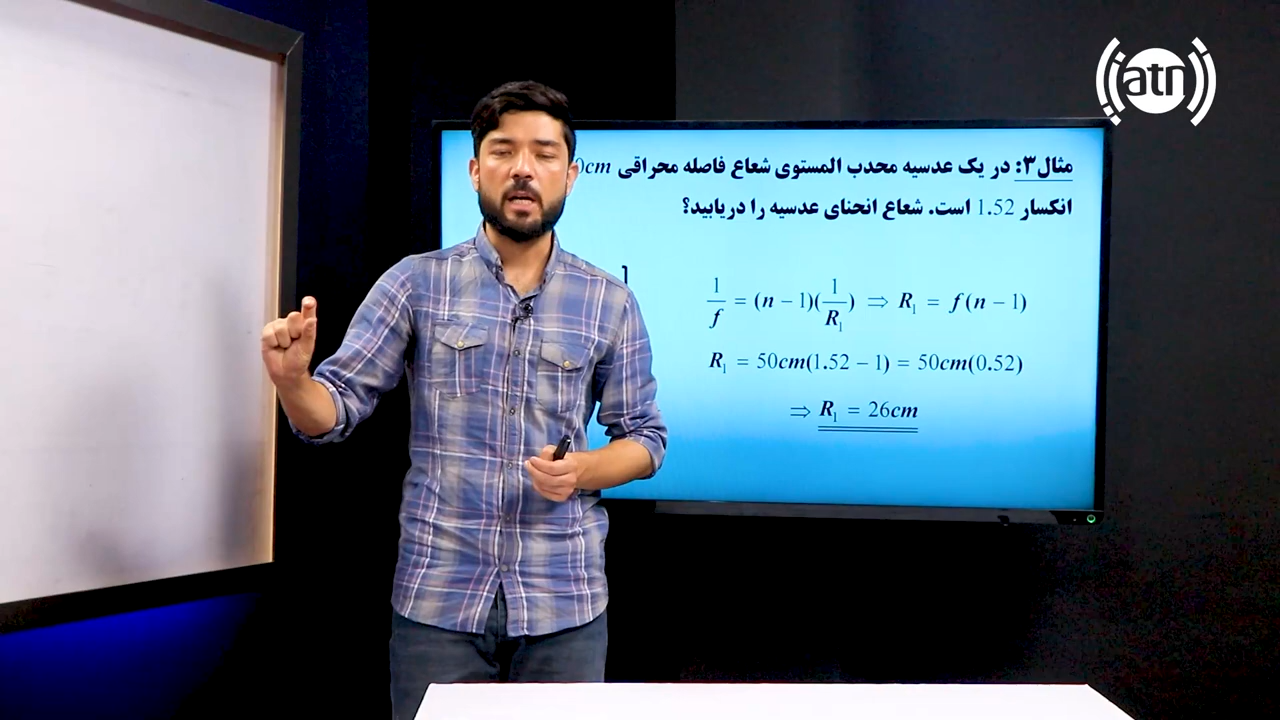 atn
مثال۳: در یک عدسیه محدب المستوی شعاع فاصله محراقی 0cm
انکسار 1.52 است. شعاع انحنای عدسیه را دریابید؟
1/f = (n − 1)(1/R₁) ⇒ R₁ = f(n − 1)
R₁ = 50cm(1.52 − 1) = 50cm(0.52)
⇒ R₁ = 26cm